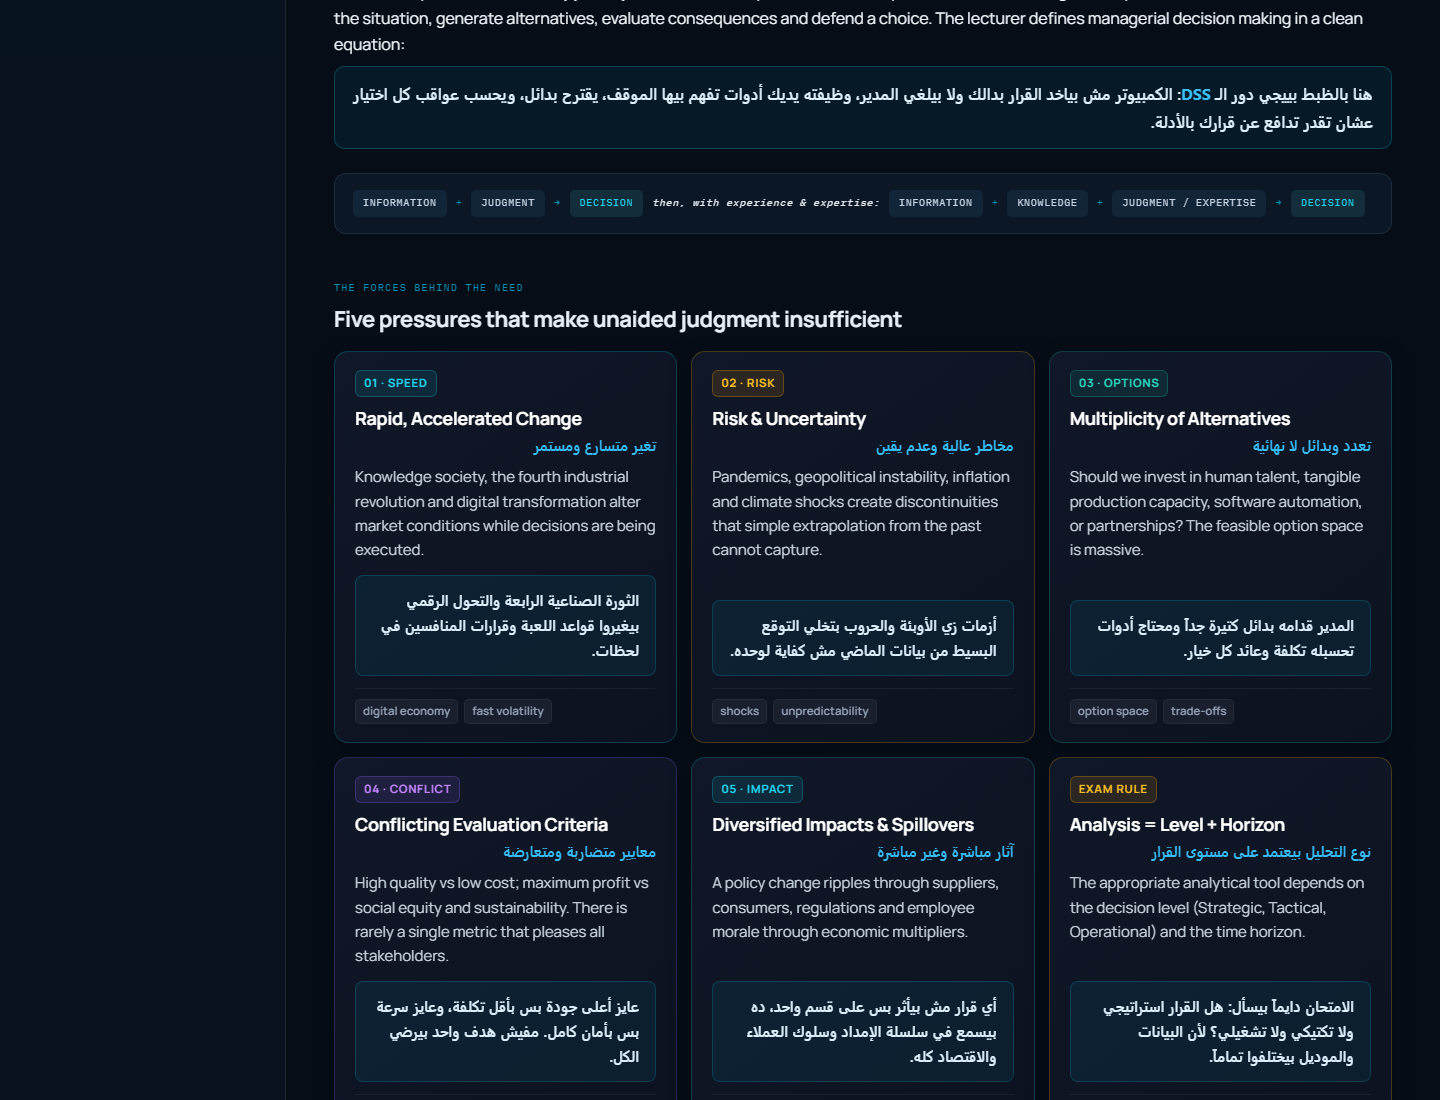 the situation, generate alternatives, evaluate consequences and defend a choice. The lecturer defines managerial decision making in a clean
equation:
هنا بالظبط بييجي دور الـ DSS: الكمبيوتر مش بياخد القرار بدالك ولا بيلغي المدير، وظيفته يديك أدوات تفهم بيها الموقف، يقترح بدائل، ويحسب عواقب كل اختيار
عشان تقدر تدافع عن قرارك بالأدلة.
INFORMATION + JUDGMENT → DECISION then, with experience & expertise: INFORMATION + KNOWLEDGE + JUDGMENT / EXPERTISE → DECISION
THE FORCES BEHIND THE NEED
Five pressures that make unaided judgment insufficient
01 · SPEED
Rapid, Accelerated Change
تغير متسارع ومستمر
Knowledge society, the fourth industrial
revolution and digital transformation alter
market conditions while decisions are being
executed.
الثورة الصناعية الرابعة والتحول الرقمي
بيغيروا قواعد اللعبة وقرارات المنافسين في
لحظات.
digital economy
fast volatility
02 · RISK
Risk & Uncertainty
مخاطر عالية وعدم يقين
Pandemics, geopolitical instability, inflation
and climate shocks create discontinuities
that simple extrapolation from the past
cannot capture.
أزمات زي الأوبئة والحروب بتخلي التوقع
البسيط من بيانات الماضي مش كفاية لوحده.
shocks
unpredictability
03 · OPTIONS
Multiplicity of Alternatives
تعدد وبدائل لا نهائية
Should we invest in human talent, tangible
production capacity, software automation,
or partnerships? The feasible option space
is massive.
المدير قدامه بدائل كتيرة جداً ومحتاج أدوات
تحسبله تكلفة وعائد كل خيار.
option space
trade-offs
04 · CONFLICT
Conflicting Evaluation Criteria
معايير متضاربة ومتعارضة
High quality vs low cost; maximum profit vs
social equity and sustainability. There is
rarely a single metric that pleases all
stakeholders.
عايز أعلى جودة بس بأقل تكلفة، وعايز سرعة
بس بأمان كامل. مفيش هدف واحد بيرضي
الكل.
05 · IMPACT
Diversified Impacts & Spillovers
آثار مباشرة وغير مباشرة
A policy change ripples through suppliers,
consumers, regulations and employee
morale through economic multipliers.
أي قرار مش بيأثر بس على قسم واحد، ده
بيسمع في سلسلة الإمداد وسلوك العملاء
والاقتصاد كله.
EXAM RULE
Analysis = Level + Horizon
نوع التحليل بيعتمد على مستوى القرار
The appropriate analytical tool depends on
the decision level (Strategic, Tactical,
Operational) and the time horizon.
الامتحان دايماً بيسأل: هل القرار استراتيجي
ولا تكتيكي ولا تشغيلي؟ لأن البيانات
والموديل بيختلفوا تماماً.